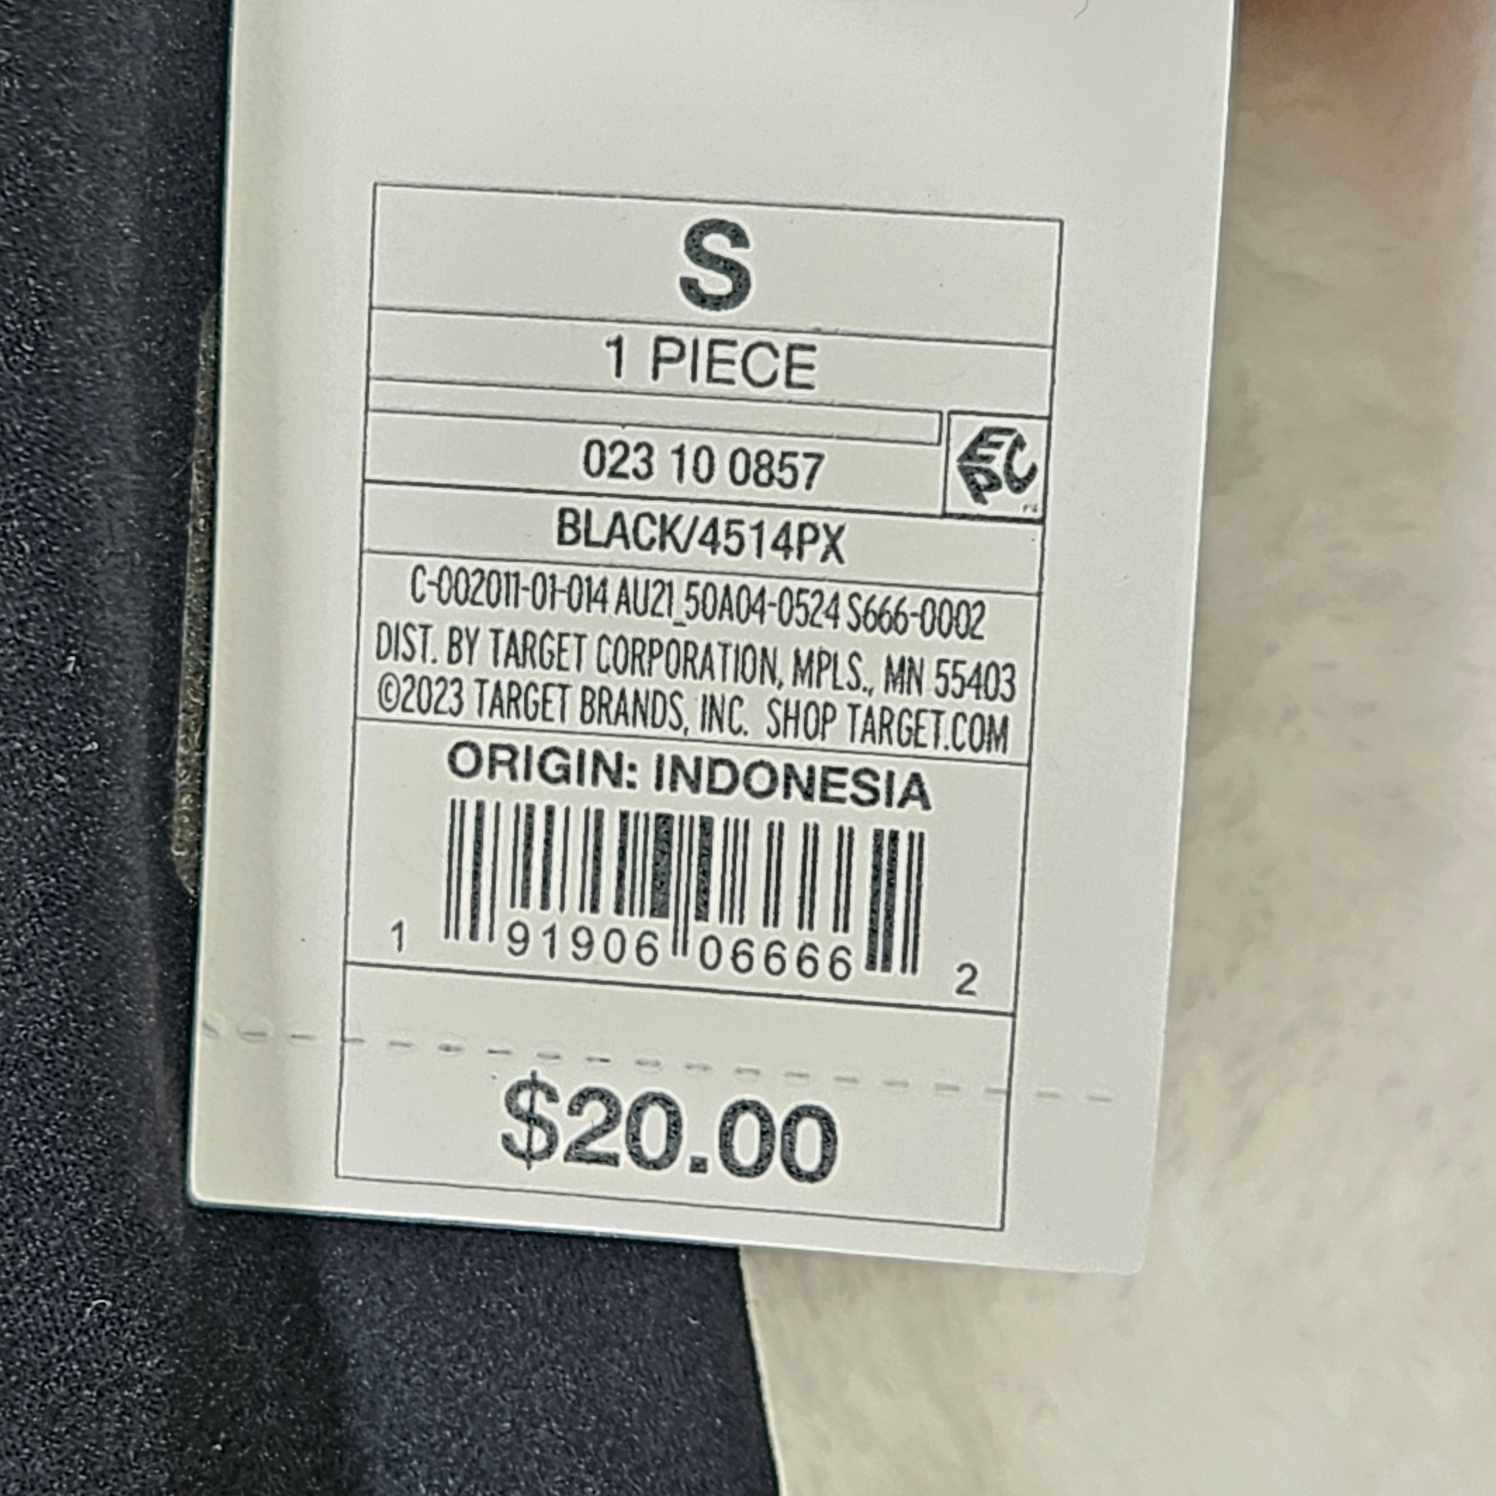 S
1 PIECE
023 10 0857
EPC
BLACK/4514PX
C-002011-01-014 AU21_50A04-0524 S666-0002
DIST. BY TARGET CORPORATION, MPLS., MN 55403
©2023 TARGET BRANDS, INC. SHOP TARGET.COM
ORIGIN: INDONESIA
1 91906 06666 2
$20.00